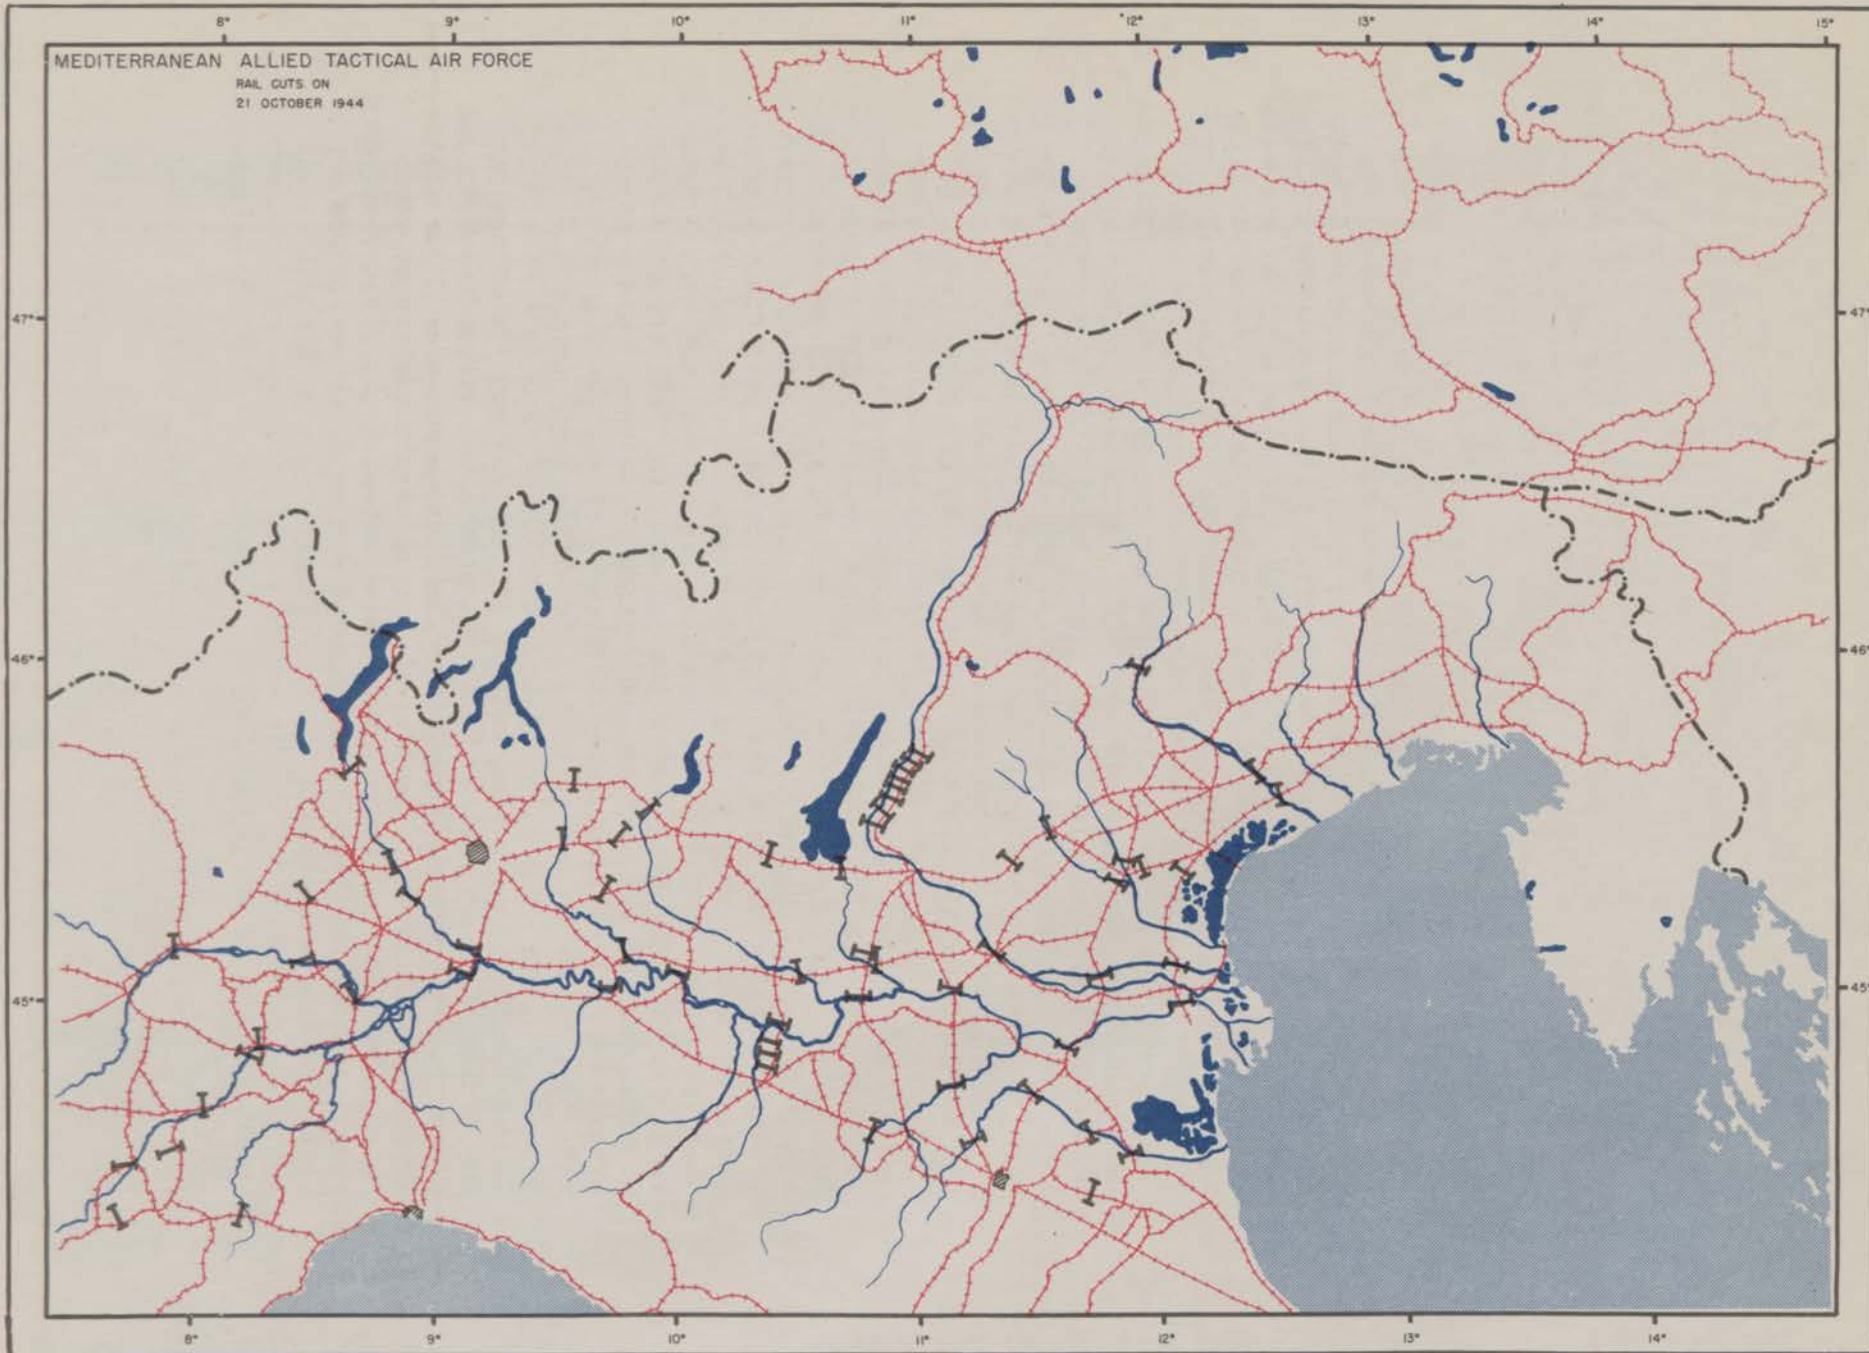 8° 9° 10° 11° 12° 13° 14° 15°
MEDITERRANEAN ALLIED TACTICAL AIR FORCE
RAIL CUTS ON
21 OCTOBER 1944
47° 47°
46° 46°
45° 45°
8° 9° 10° 11° 12° 13° 14°